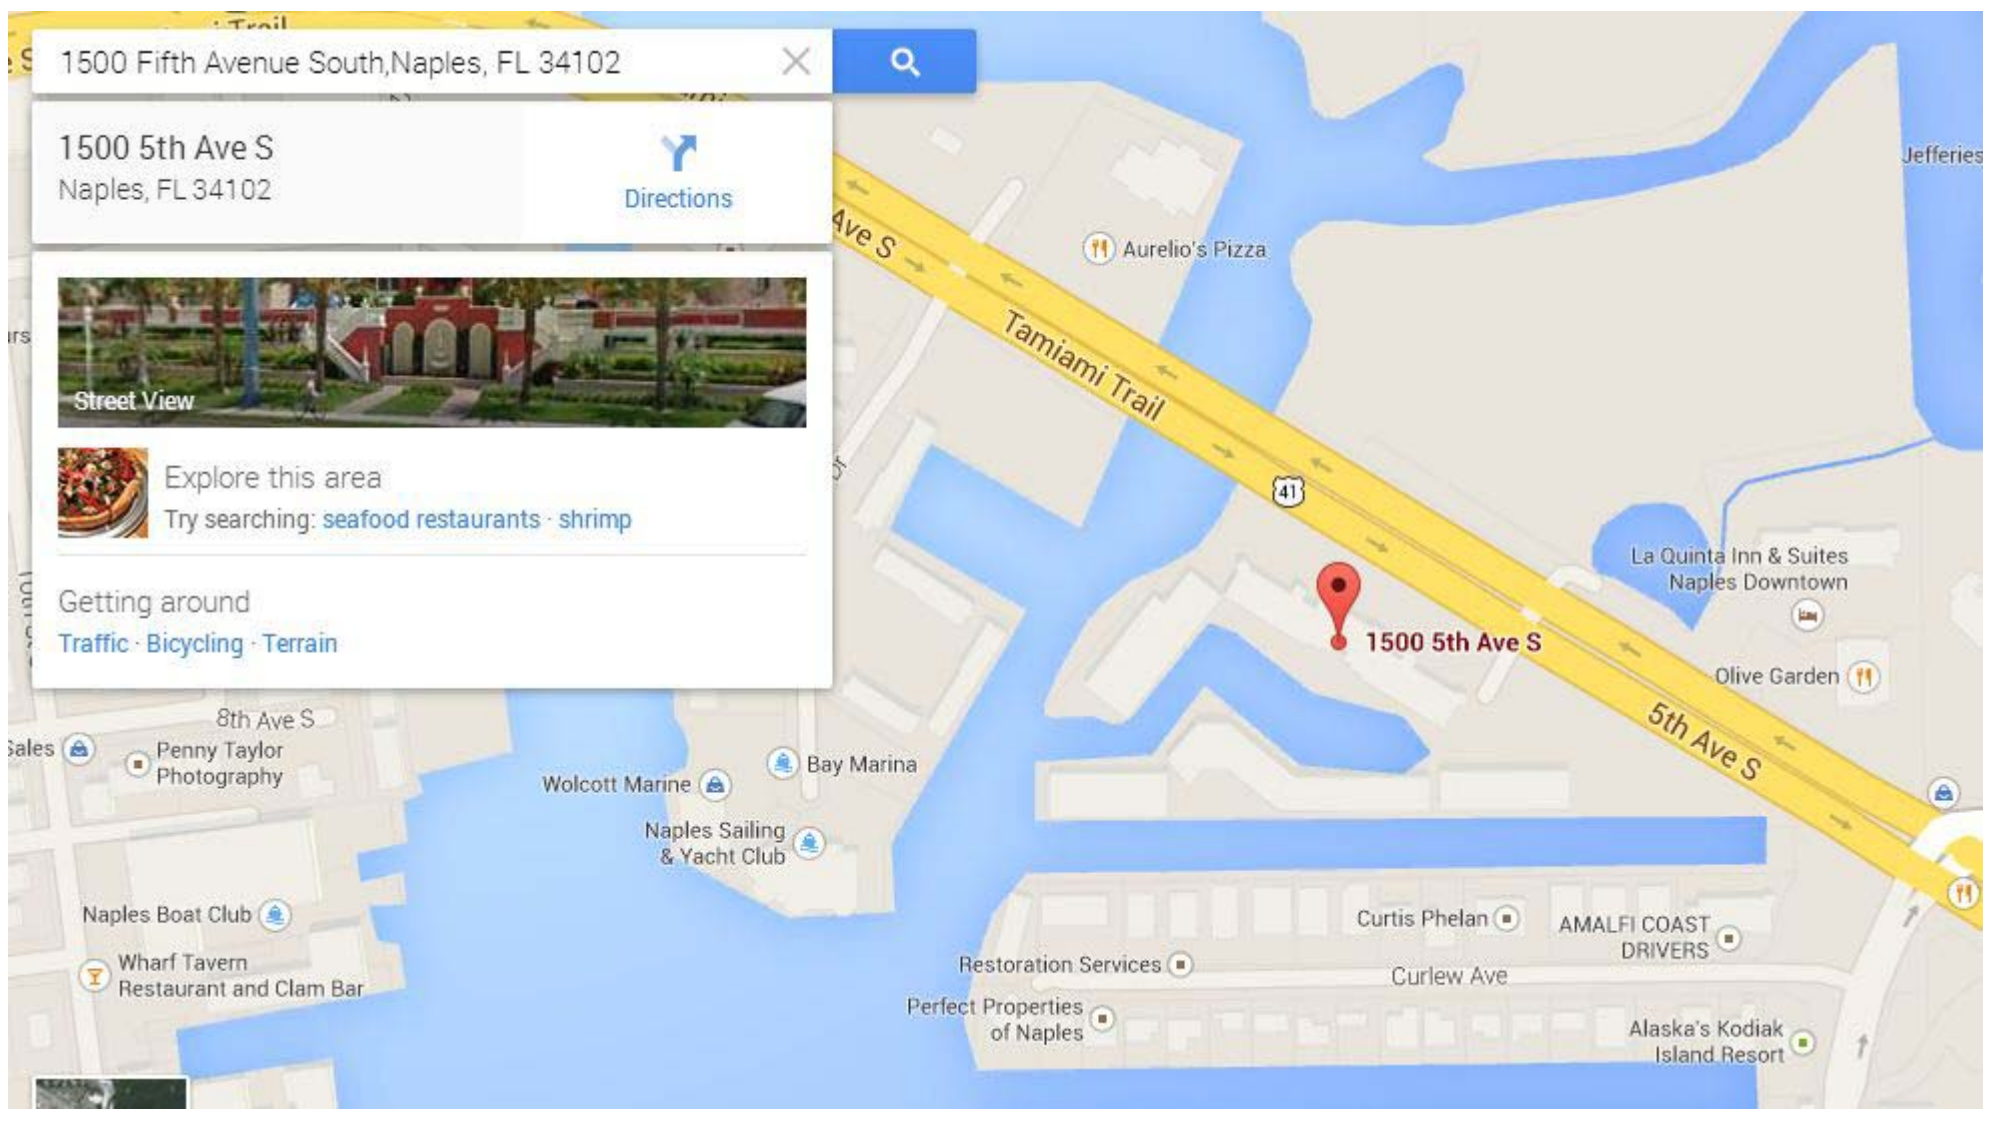 Trail
1500 Fifth Avenue South,Naples, FL 34102
1500 5th Ave S
Naples, FL 34102
Directions
Street View
Explore this area
Try searching: seafood restaurants · shrimp
Getting around
Traffic · Bicycling · Terrain
Ave S
Tamiami Trail
41
Aurelio's Pizza
Jefferies
La Quinta Inn & Suites
Naples Downtown
1500 5th Ave S
Olive Garden
5th Ave S
8th Ave S
Sales
Penny Taylor
Photography
Wolcott Marine
Bay Marina
Naples Sailing
& Yacht Club
Naples Boat Club
Wharf Tavern
Restaurant and Clam Bar
Curtis Phelan
AMALFI COAST
DRIVERS
Restoration Services
Curlew Ave
Perfect Properties
of Naples
Alaska's Kodiak
Island Resort